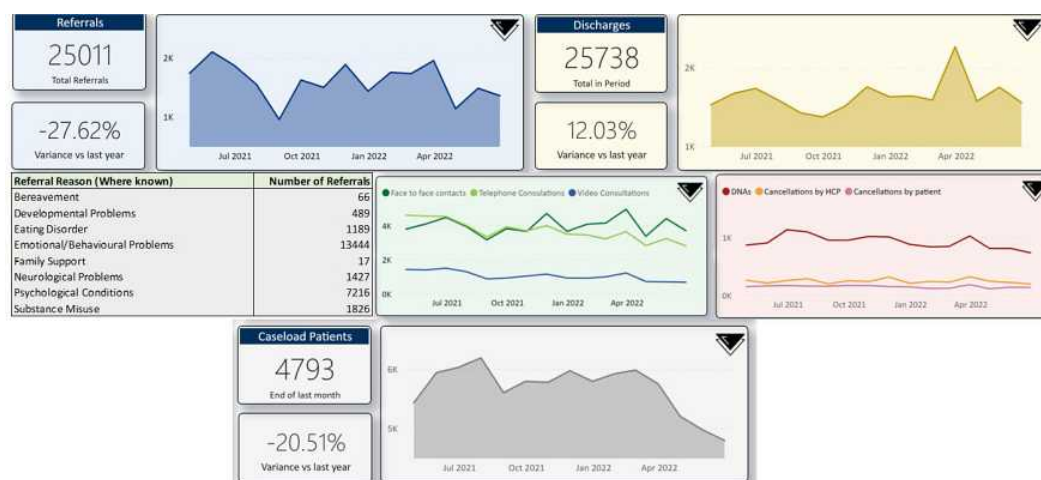 Referrals
25011
Total Referrals
-27.62%
Variance vs last year
2K
1K
Jul 2021 Oct 2021 Jan 2022 Apr 2022
Discharges
25738
Total in Period
12.03%
Variance vs last year
2K
1K
Jul 2021 Oct 2021 Jan 2022 Apr 2022
Referral Reason (Where known) Number of Referrals
Bereavement 66
Developmental Problems 489
Eating Disorder 1189
Emotional/Behavioural Problems 13444
Family Support 17
Neurological Problems 1427
Psychological Conditions 7216
Substance Misuse 1826
Face to face contacts Telephone Consulations Video Consultations
4K
2K
0K
Jul 2021 Oct 2021 Jan 2022 Apr 2022
DNAs Cancellations by HCP Cancellations by patient
1K
0K
Jul 2021 Oct 2021 Jan 2022 Apr 2022
Caseload Patients
4793
End of last month
-20.51%
Variance vs last year
6K
5K
Jul 2021 Oct 2021 Jan 2022 Apr 2022